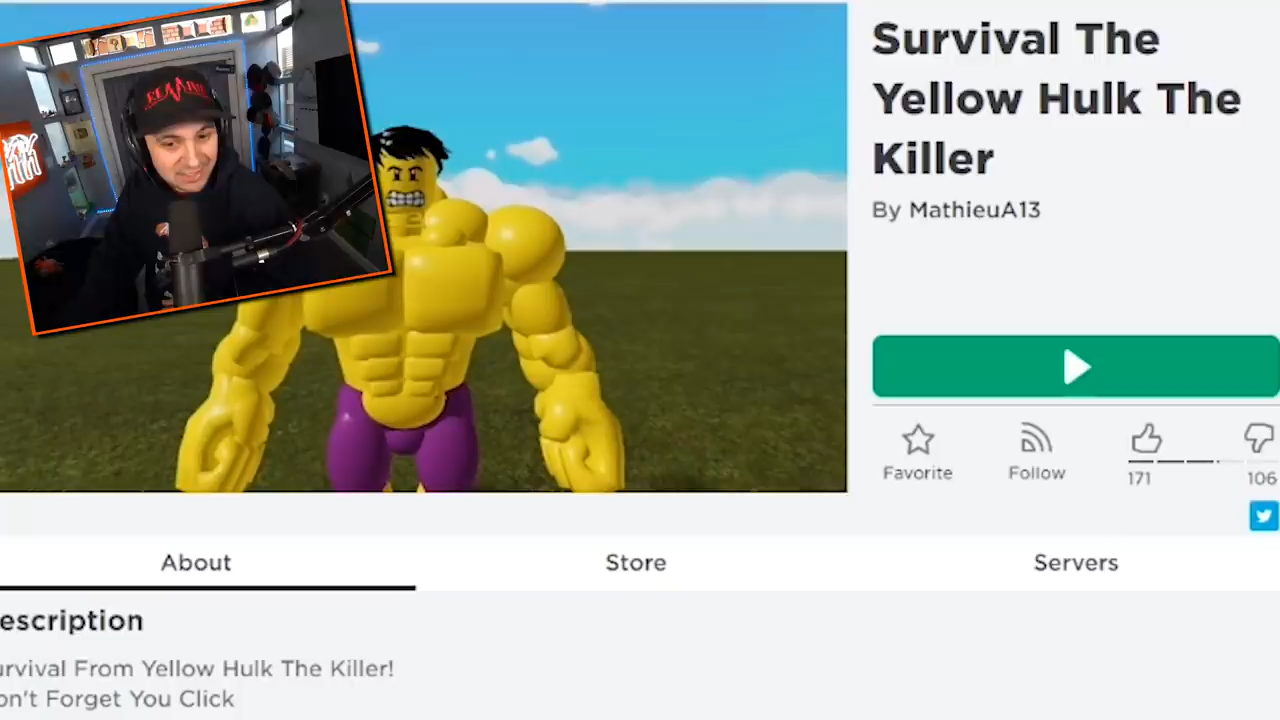 Survival The
Yellow Hulk The
Killer
By MathieuA13
Favorite
Follow
171
106
About
Store
Servers
escription
urvival From Yellow Hulk The Killer!
on't Forget You Click